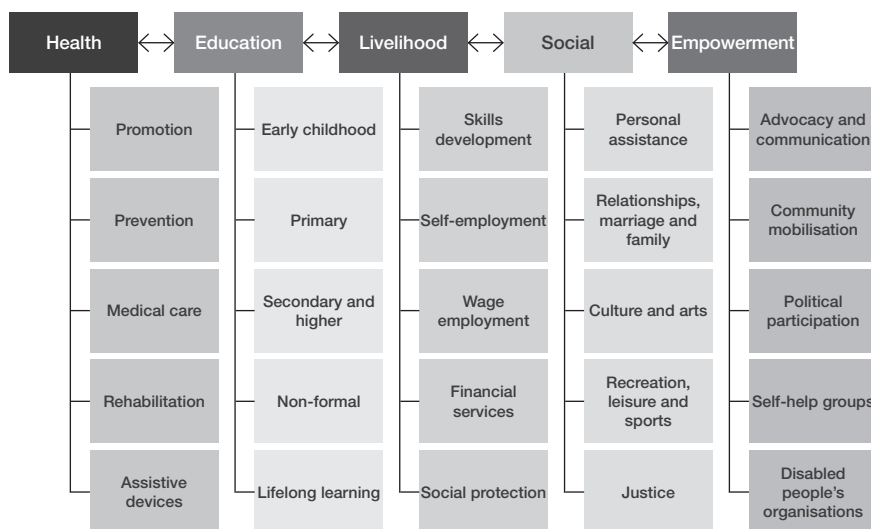 Health
Education
Livelihood
Social
Empowerment
Promotion
Prevention
Medical care
Rehabilitation
Assistive
devices
Early childhood
Primary
Secondary and
higher
Non-formal
Lifelong learning
Skills
development
Self-employment
Wage
employment
Financial
services
Social protection
Personal
assistance
Relationships,
marriage and
family
Culture and arts
Recreation,
leisure and
sports
Justice
Advocacy and
communication
Community
mobilisation
Political
participation
Self-help groups
Disabled
people's
organisations